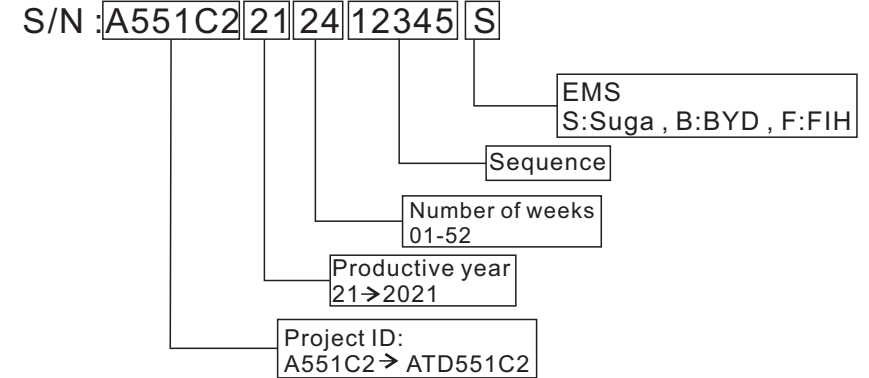 S/N :A551C2 21 24 12345 S
EMS
S:Suga , B:BYD , F:FIH
Sequence
Number of weeks
01-52
Productive year
21→2021
Project ID:
A551C2→ ATD551C2